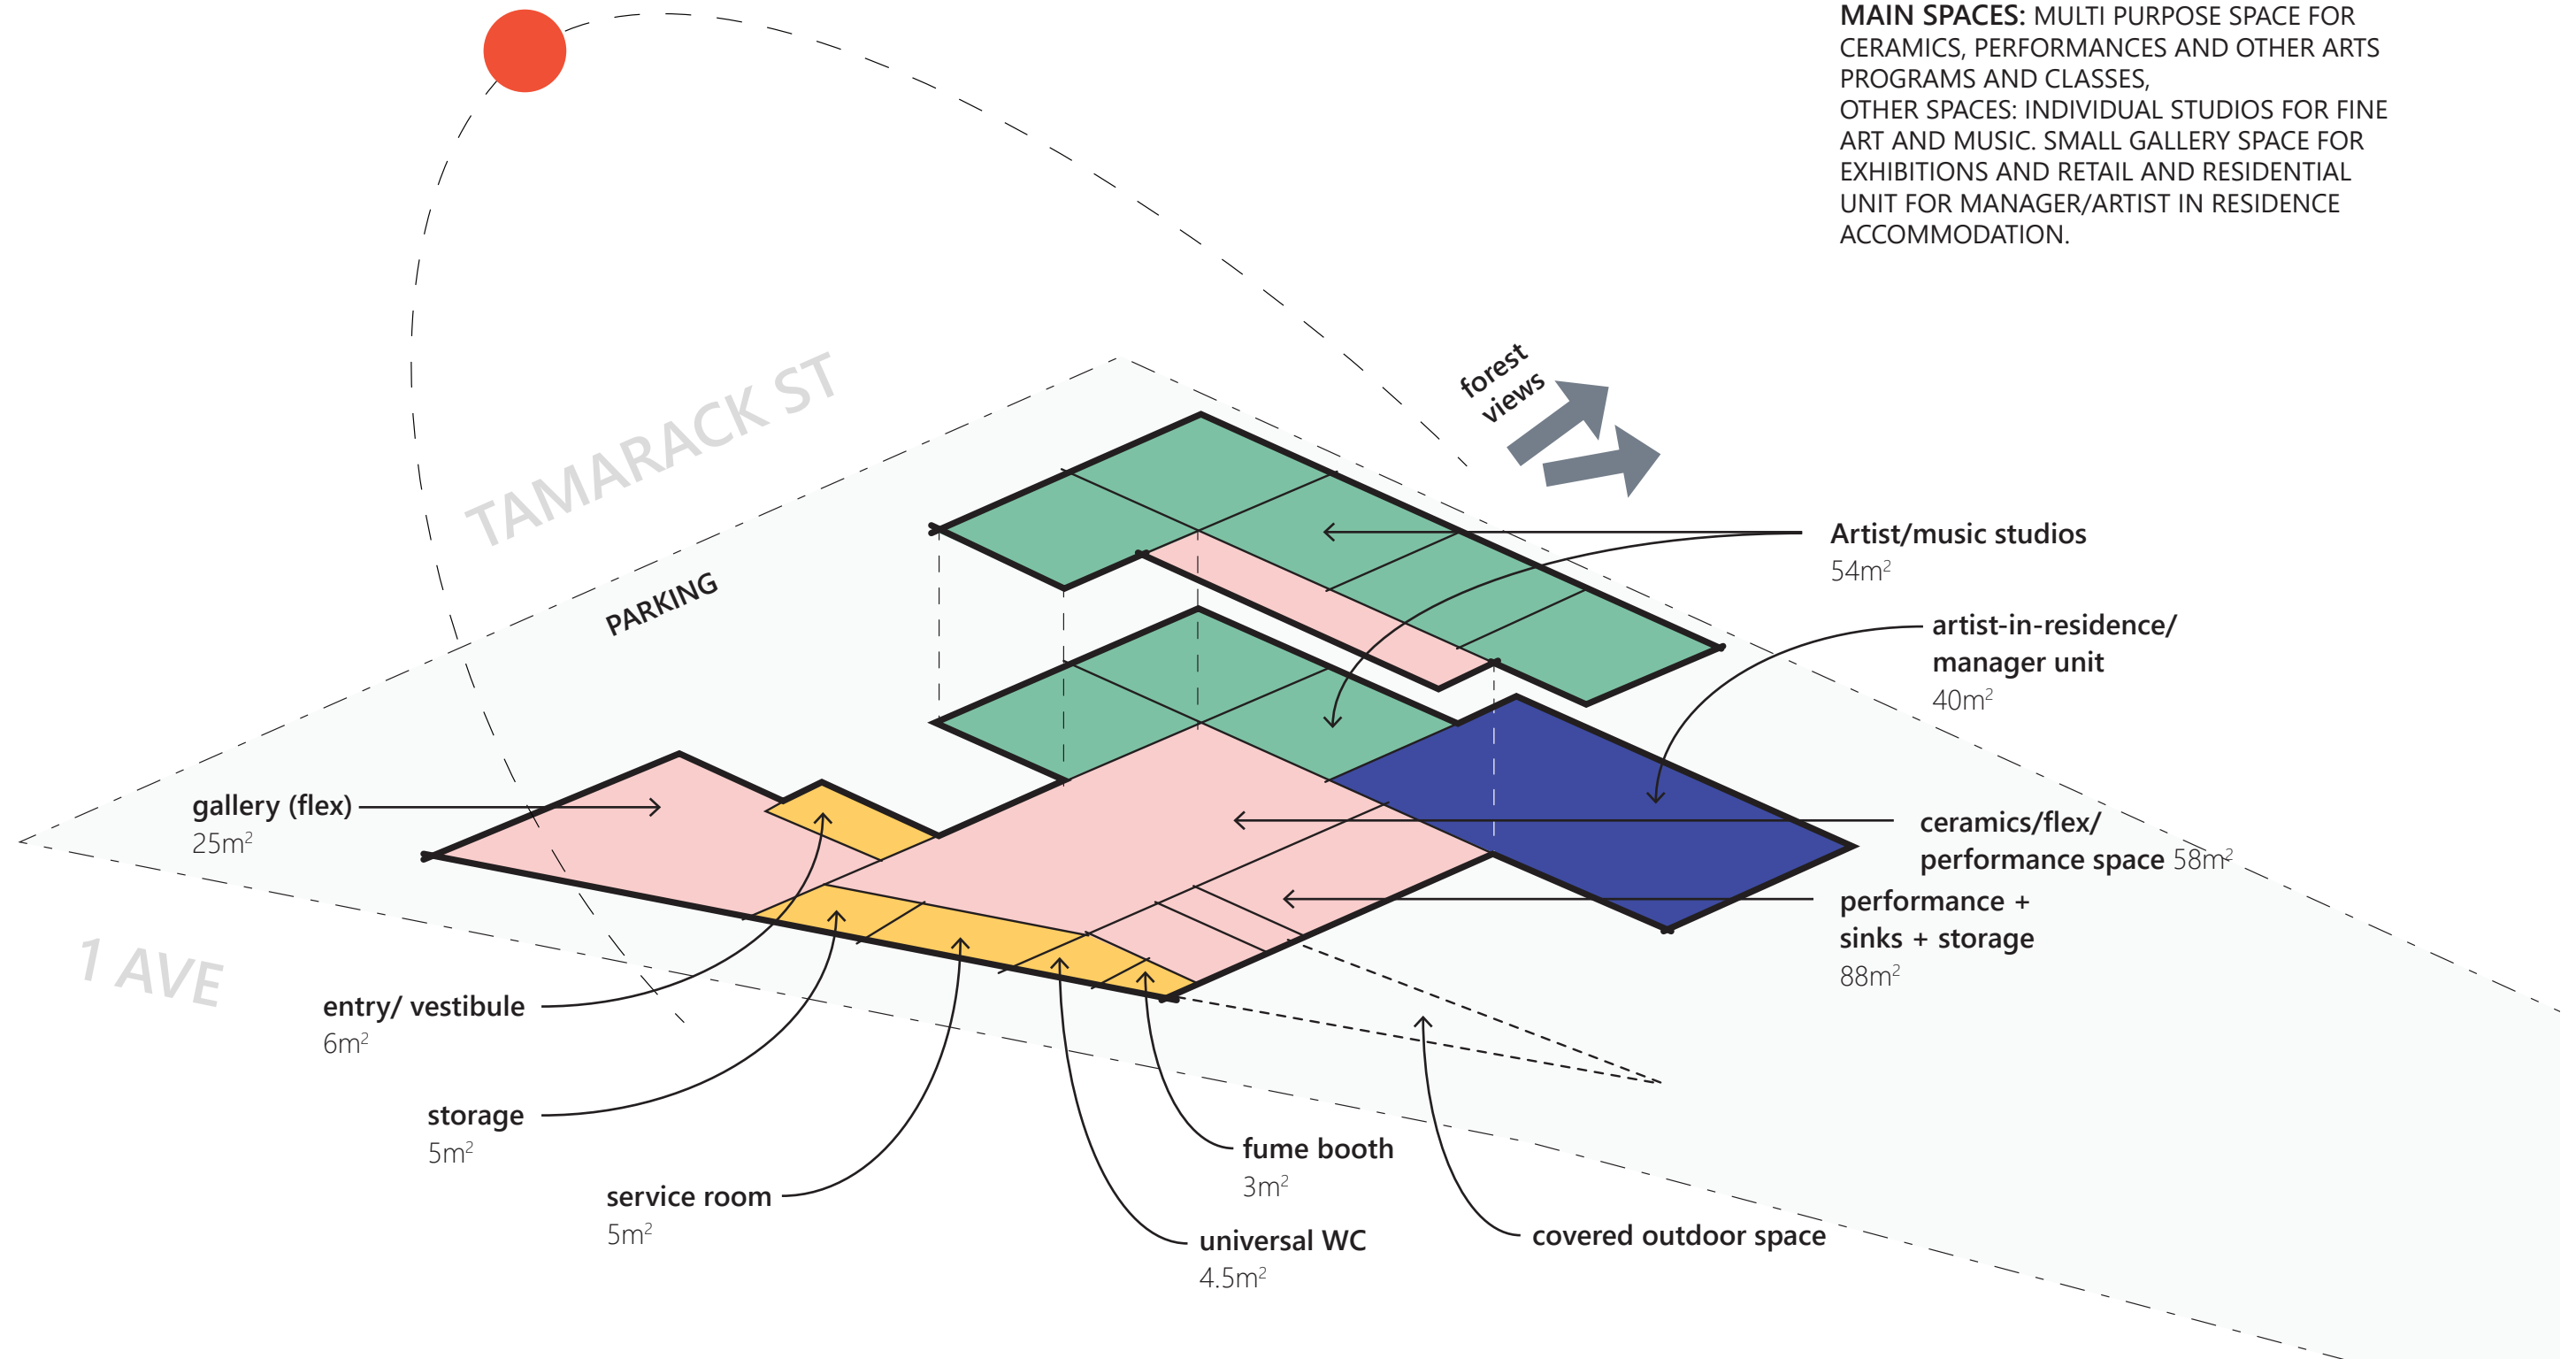 MAIN SPACES: MULTI PURPOSE SPACE FOR
CERAMICS, PERFORMANCES AND OTHER ARTS
PROGRAMS AND CLASSES,
OTHER SPACES: INDIVIDUAL STUDIOS FOR FINE
ART AND MUSIC. SMALL GALLERY SPACE FOR
EXHIBITIONS AND RETAIL AND RESIDENTIAL
UNIT FOR MANAGER/ARTIST IN RESIDENCE
ACCOMMODATION.
forest
views
TAMARACK ST
PARKING
Artist/music studios
54m²
artist-in-residence/
manager unit
40m²
gallery (flex)
25m²
ceramics/flex/
performance space 58m²
performance +
sinks + storage
88m²
1 AVE
entry/ vestibule
6m²
storage
5m²
service room
5m²
fume booth
3m²
universal WC
4.5m²
covered outdoor space